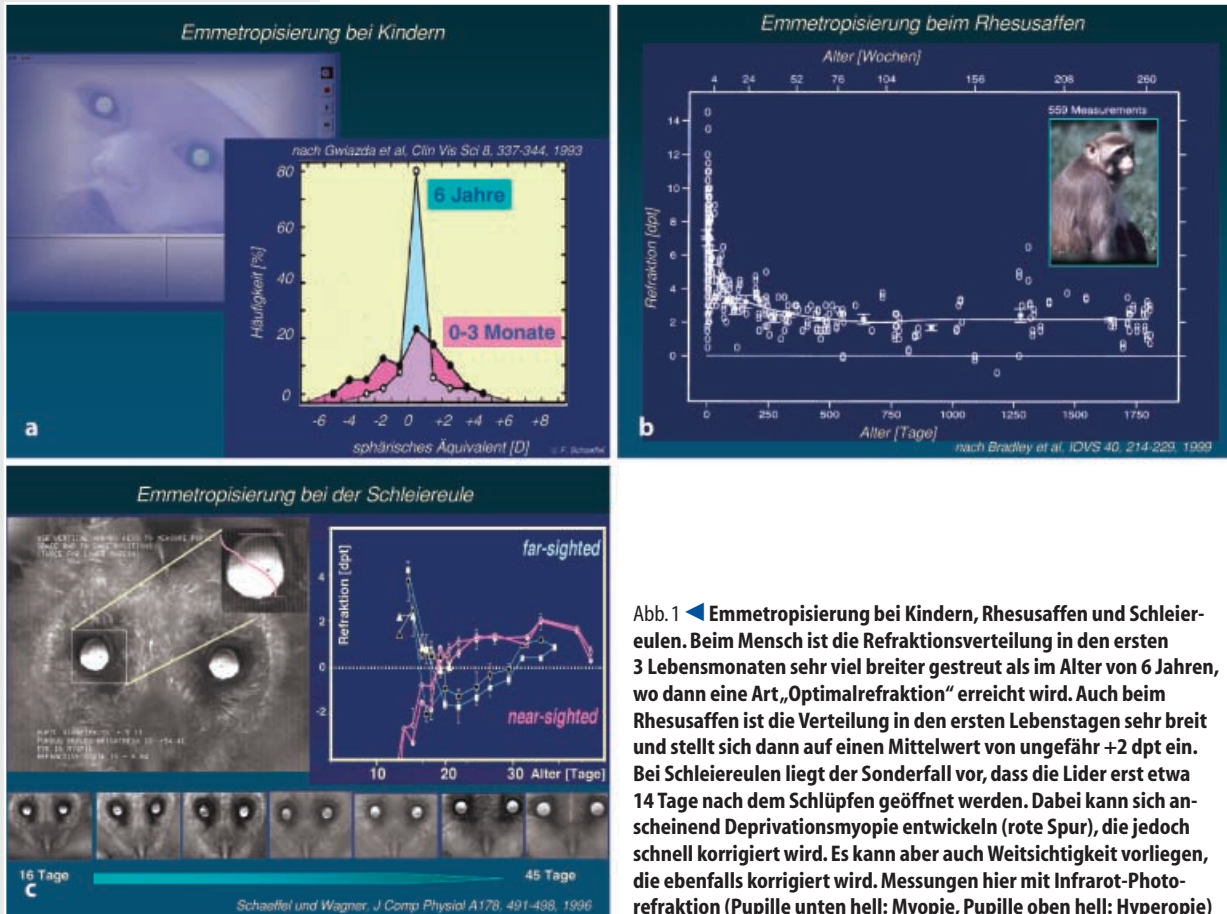 Emmetropisierung bei Kindern
nach Gwiazda et al, Clin Vis Sci 8, 337-344, 1993
80
60
40
20
0
Häufigkeit [%]
6 Jahre
0-3 Monate
-6 -4 -2 0 +2 +4 +6 +8
sphärisches Äquivalent [D]
© F. Schaeffel
a
Emmetropisierung beim Rhesusaffen
Alter [Wochen]
4 24 52 76 104 156 208 260
559 Measurements
14
12
10
8
6
4
2
0
Refraktion [dpt]
0 250 500 750 1000 1250 1500 1750
Alter [Tage]
b
nach Bradley et al, IOVS 40, 214-229, 1999
Emmetropisierung bei der Schleiereule
far-sighted
near-sighted
Refraktion [dpt]
4
2
0
-2
10 20 30 Alter [Tage]
16 Tage
45 Tage
c
Schaeffel und Wagner, J Comp Physiol A178, 491-498, 1996
Abb. 1 ◀ Emmetropisierung bei Kindern, Rhesusaffen und Schleier-
eulen. Beim Mensch ist die Refraktionsverteilung in den ersten
3 Lebensmonaten sehr viel breiter gestreut als im Alter von 6 Jahren,
wo dann eine Art „Optimalrefraktion“ erreicht wird. Auch beim
Rhesusaffen ist die Verteilung in den ersten Lebenstagen sehr breit
und stellt sich dann auf einen Mittelwert von ungefähr +2 dpt ein.
Bei Schleiereulen liegt der Sonderfall vor, dass die Lider erst etwa
14 Tage nach dem Schlüpfen geöffnet werden. Dabei kann sich an-
scheinend Deprivationsmyopie entwickeln (rote Spur), die jedoch
schnell korrigiert wird. Es kann aber auch Weitsichtigkeit vorliegen,
die ebenfalls korrigiert wird. Messungen hier mit Infrarot-Photo-
refraktion (Pupille unten hell: Myopie, Pupille oben hell: Hyperopie)